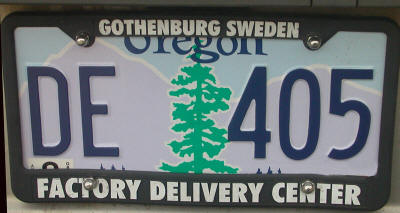 GOTHENBURG SWEDEN
Oregon
DE 405
FACTORY DELIVERY CENTER